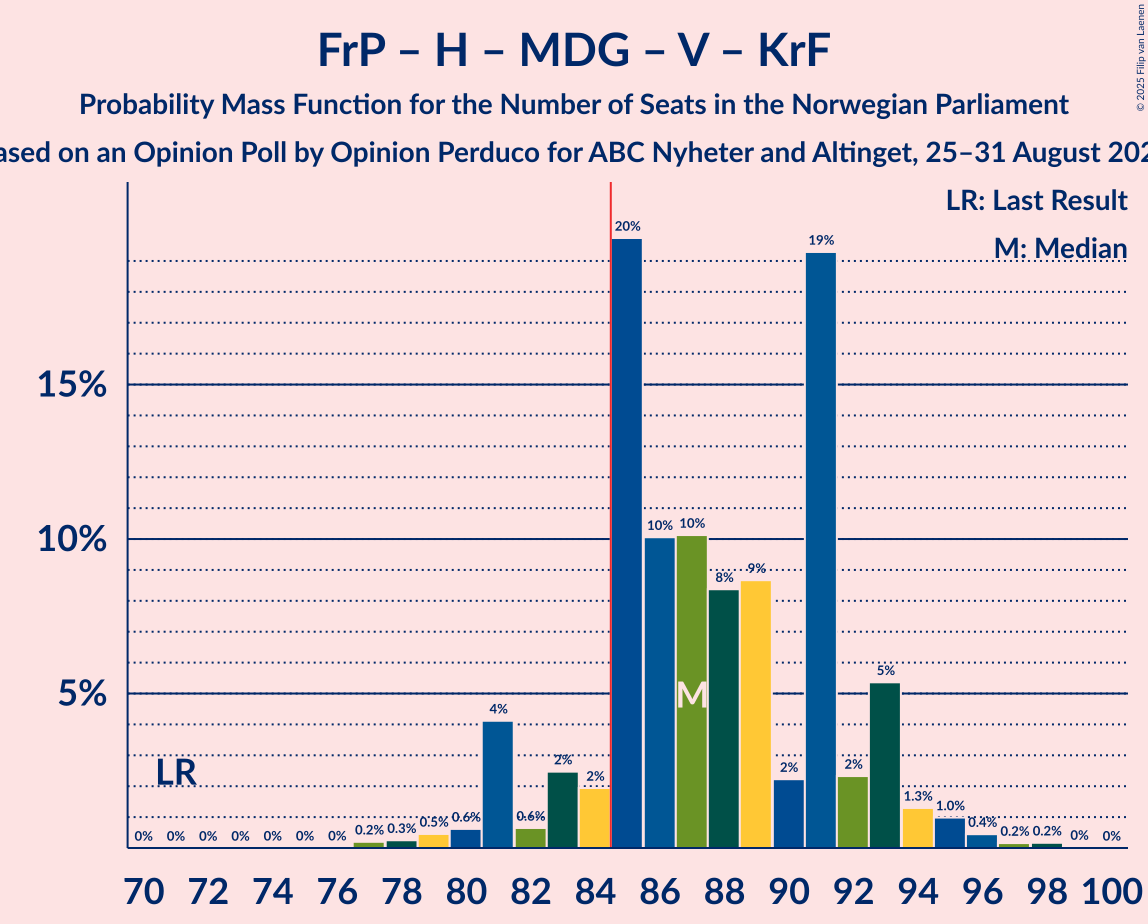 FrP – H – MDG – V – KrF
Probability Mass Function for the Number of Seats in the Norwegian Parliament
ased on an Opinion Poll by Opinion Perduco for ABC Nyheter and Altinget, 25–31 August 202
© 2025 Filip van Laenen
LR: Last Result
M: Median
15%
10%
5%
LR
M
0% 0% 0% 0% 0% 0% 0% 0.2% 0.3% 0.5% 0.6% 4% 0.6% 2% 2% 20% 10% 10% 8% 9% 2% 19% 2% 5% 1.3% 1.0% 0.4% 0.2% 0.2% 0% 0%
70 72 74 76 78 80 82 84 86 88 90 92 94 96 98 100